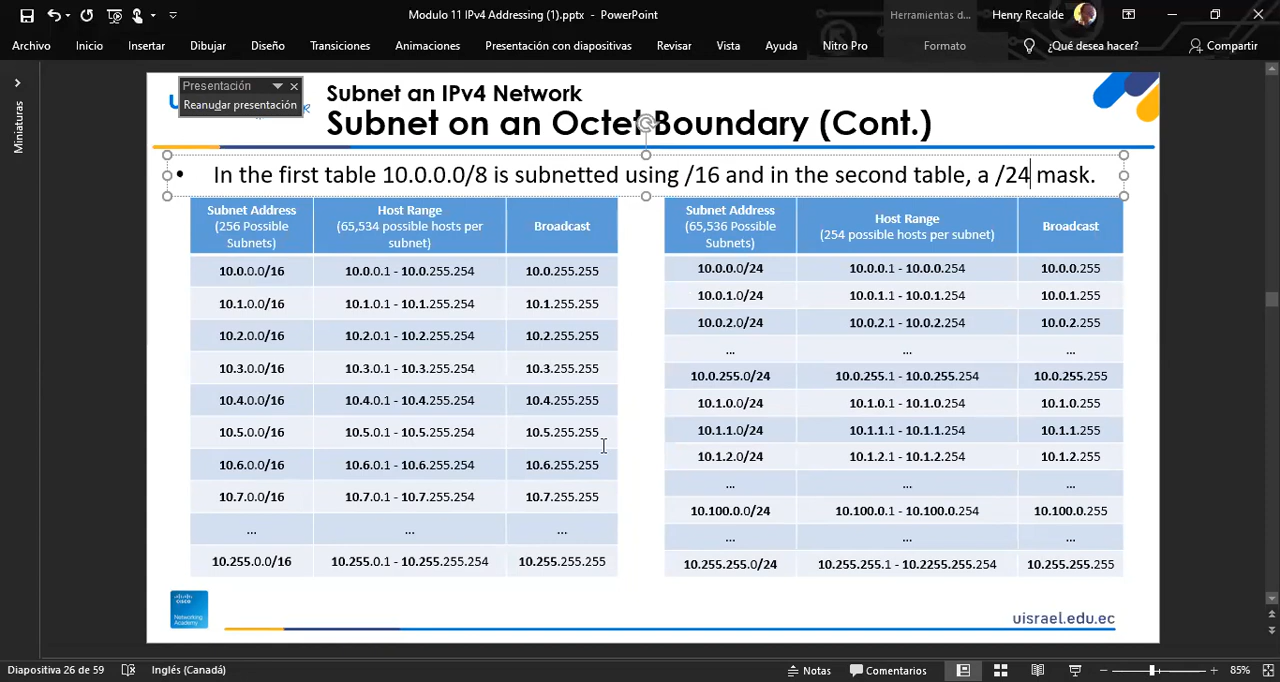 Modulo 11 IPv4 Addressing (1).pptx - PowerPoint
Herramientas d...
Henry Recalde
Archivo Inicio Insertar Dibujar Diseño Transiciones Animaciones Presentación con diapositivas Revisar Vista Ayuda Nitro Pro Formato ¿Qué desea hacer? Compartir
Miniaturas
Presentación
Reanudar presentación
Subnet an IPv4 Network
Subnet on an Octet Boundary (Cont.)
• In the first table 10.0.0.0/8 is subnetted using /16 and in the second table, a /24 mask.
Subnet Address
(256 Possible
Subnets)
Host Range
(65,534 possible hosts per
subnet)
Broadcast
10.0.0.0/16 10.0.0.1 - 10.0.255.254 10.0.255.255
10.1.0.0/16 10.1.0.1 - 10.1.255.254 10.1.255.255
10.2.0.0/16 10.2.0.1 - 10.2.255.254 10.2.255.255
10.3.0.0/16 10.3.0.1 - 10.3.255.254 10.3.255.255
10.4.0.0/16 10.4.0.1 - 10.4.255.254 10.4.255.255
10.5.0.0/16 10.5.0.1 - 10.5.255.254 10.5.255.255
10.6.0.0/16 10.6.0.1 - 10.6.255.254 10.6.255.255
10.7.0.0/16 10.7.0.1 - 10.7.255.254 10.7.255.255
... ... ...
10.255.0.0/16 10.255.0.1 - 10.255.255.254 10.255.255.255
Subnet Address
(65,536 Possible
Subnets)
Host Range
(254 possible hosts per subnet)
Broadcast
10.0.0.0/24 10.0.0.1 - 10.0.0.254 10.0.0.255
10.0.1.0/24 10.0.1.1 - 10.0.1.254 10.0.1.255
10.0.2.0/24 10.0.2.1 - 10.0.2.254 10.0.2.255
... ... ...
10.0.255.0/24 10.0.255.1 - 10.0.255.254 10.0.255.255
10.1.0.0/24 10.1.0.1 - 10.1.0.254 10.1.0.255
10.1.1.0/24 10.1.1.1 - 10.1.1.254 10.1.1.255
10.1.2.0/24 10.1.2.1 - 10.1.2.254 10.1.2.255
... ... ...
10.100.0.0/24 10.100.0.1 - 10.100.0.254 10.100.0.255
... ... ...
10.255.255.0/24 10.255.255.1 - 10.2255.255.254 10.255.255.255
cisco
Networking
Academy
uisrael.edu.ec
Diapositiva 26 de 59 Inglés (Canadá) Notas Comentarios 85%